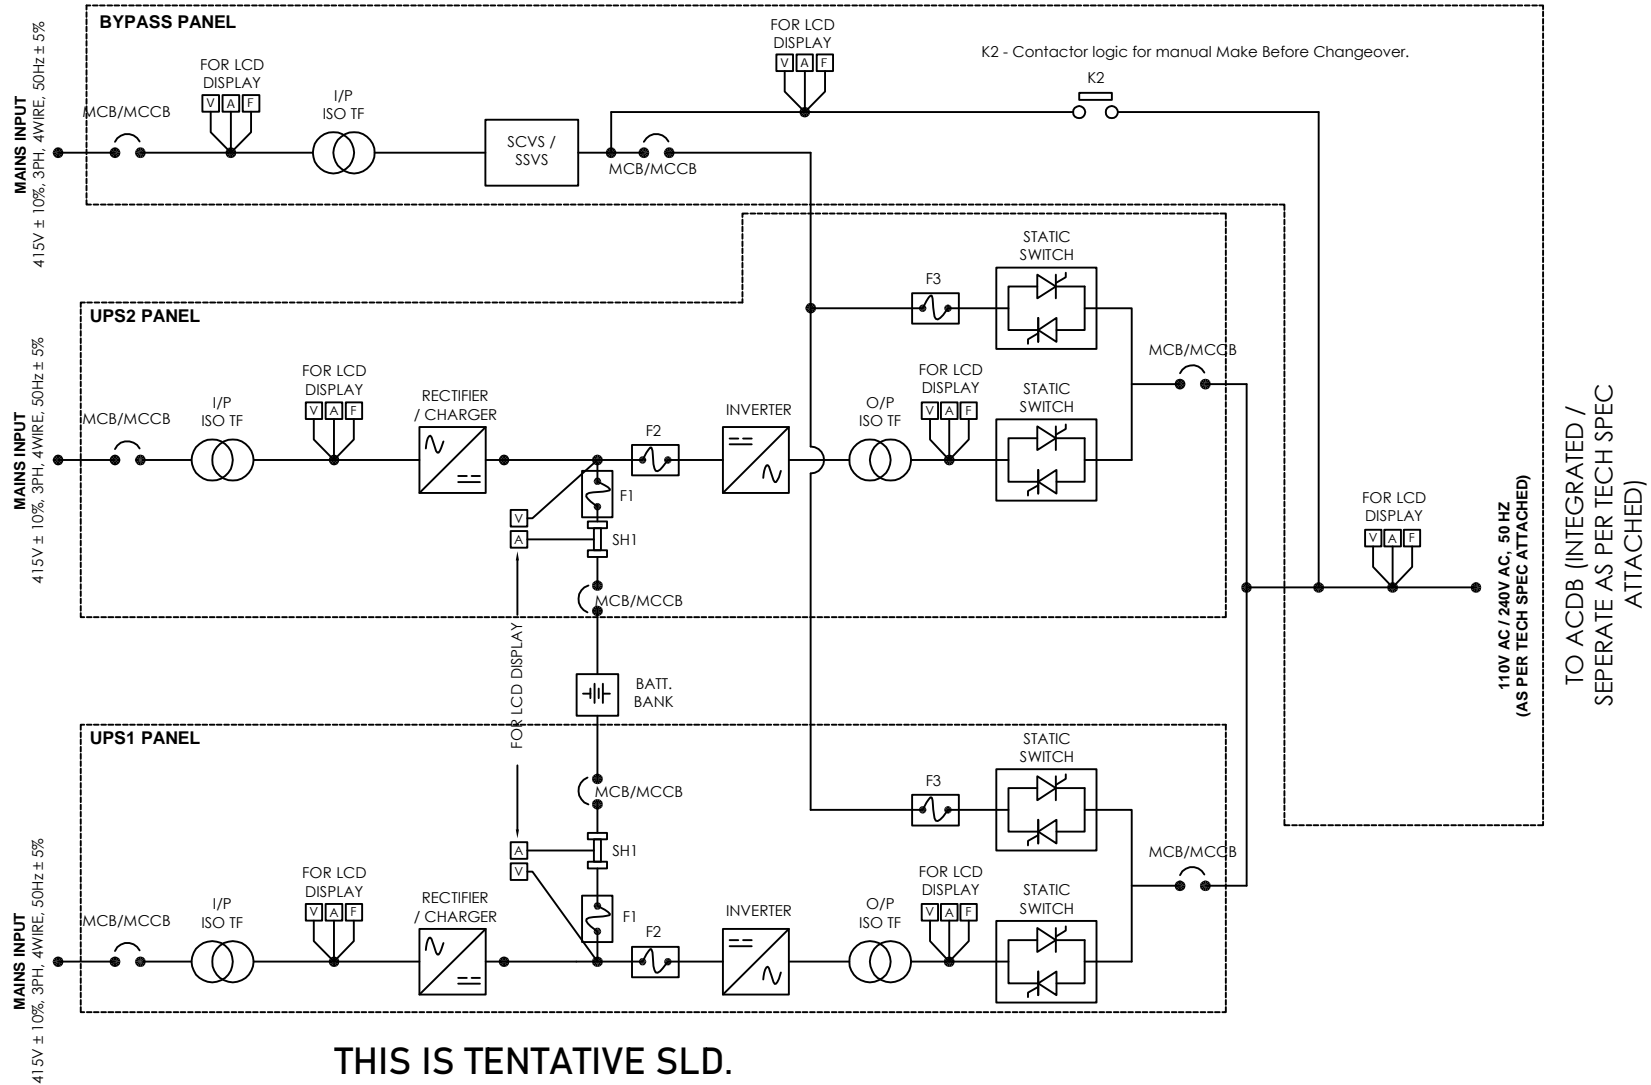 BYPASS PANEL
MAINS INPUT
415V ± 10%, 3PH, 4WIRE, 50Hz ± 5%
MCB/MCCB
FOR LCD
DISPLAY
V A F
I/P
ISO TF
SCVS /
SSVS
MCB/MCCB
FOR LCD
DISPLAY
V A F
K2 - Contactor logic for manual Make Before Changeover.
K2
UPS2 PANEL
MAINS INPUT
415V ± 10%, 3PH, 4WIRE, 50Hz ± 5%
MCB/MCCB
I/P
ISO TF
FOR LCD
DISPLAY
V A F
RECTIFIER
/ CHARGER
F1
F2
V
A
SH1
MCB/MCCB
INVERTER
O/P
ISO TF
FOR LCD
DISPLAY
V A F
F3
STATIC
SWITCH
STATIC
SWITCH
MCB/MCCB
FOR LCD DISPLAY
BATT.
BANK
UPS1 PANEL
MAINS INPUT
415V ± 10%, 3PH, 4WIRE, 50Hz ± 5%
MCB/MCCB
I/P
ISO TF
FOR LCD
DISPLAY
V A F
RECTIFIER
/ CHARGER
MCB/MCCB
A
V
SH1
F1
F2
INVERTER
O/P
ISO TF
FOR LCD
DISPLAY
V A F
F3
STATIC
SWITCH
STATIC
SWITCH
MCB/MCCB
FOR LCD
DISPLAY
V A F
110V AC / 240V AC, 50 HZ
(AS PER TECH SPEC ATTACHED)
TO ACDB (INTEGRATED /
SEPERATE AS PER TECH SPEC
ATTACHED)
THIS IS TENTATIVE SLD.